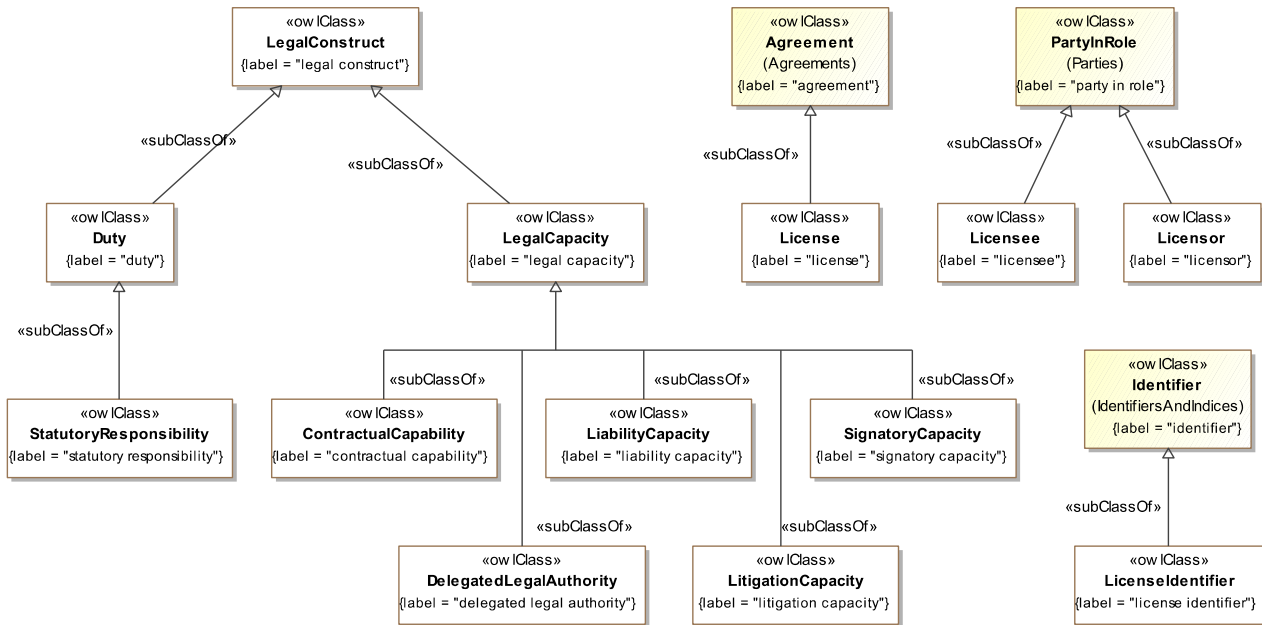 «owlClass»
LegalConstruct
{label = "legal construct"}
«owlClass»
Agreement
(Agreements)
{label = "agreement"}
«owlClass»
PartyInRole
(Parties)
{label = "party in role"}
«subClassOf»
«subClassOf»
«subClassOf»
«subClassOf»
«subClassOf»
«owlClass»
Duty
{label = "duty"}
«owlClass»
LegalCapacity
{label = "legal capacity"}
«owlClass»
License
{label = "license"}
«owlClass»
Licensee
{label = "licensee"}
«owlClass»
Licensor
{label = "licensor"}
«subClassOf»
«subClassOf»
«subClassOf»
«subClassOf»
«owlClass»
Identifier
(IdentifiersAndIndices)
{label = "identifier"}
«owlClass»
StatutoryResponsibility
{label = "statutory responsibility"}
«owlClass»
ContractualCapability
{label = "contractual capability"}
«owlClass»
LiabilityCapacity
{label = "liability capacity"}
«owlClass»
SignatoryCapacity
{label = "signatory capacity"}
«subClassOf»
«subClassOf»
«subClassOf»
«owlClass»
DelegatedLegalAuthority
{label = "delegated legal authority"}
«owlClass»
LitigationCapacity
{label = "litigation capacity"}
«owlClass»
LicenseIdentifier
{label = "license identifier"}